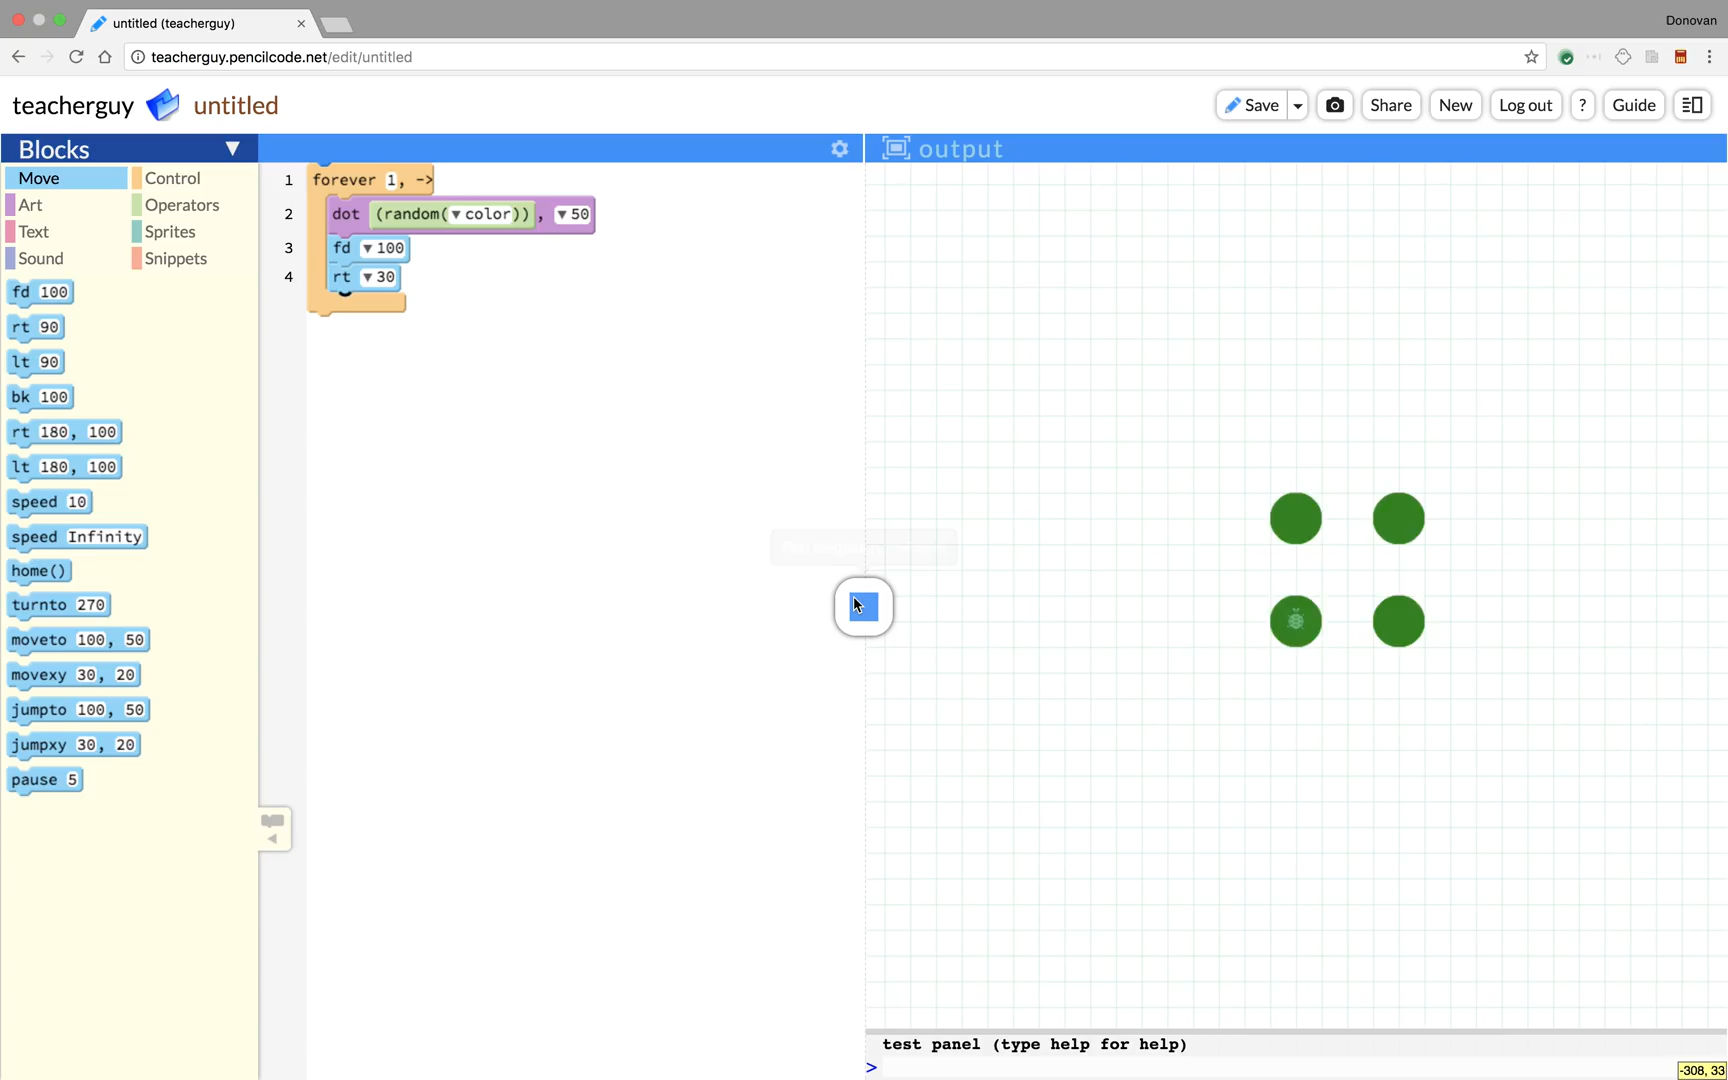 untitled (teacherguy)
Donovan
teacherguy.pencilcode.net/edit/untitled
teacherguy untitled
Save Share New Log out ? Guide
Blocks
output
Move Control
Art Operators
Text Sprites
Sound Snippets
fd 100
rt 90
lt 90
bk 100
rt 180, 100
lt 180, 100
speed 10
speed Infinity
home()
turnto 270
moveto 100, 50
movexy 30, 20
jumpto 100, 50
jumpxy 30, 20
pause 5
1 forever 1, ->
2 dot (random(▼color)), ▼50
3 fd ▼100
4 rt ▼30
test panel (type help for help)
>
-308, 33